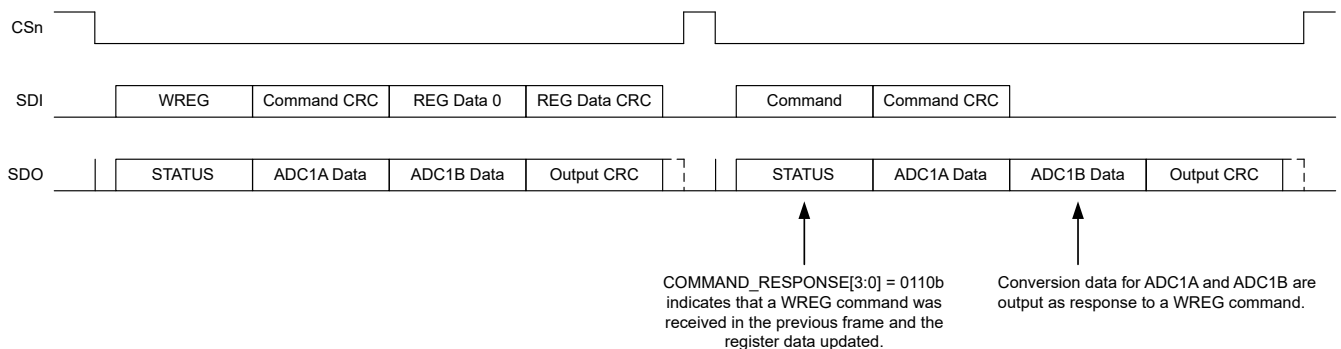 CSn
SDI WREG Command CRC REG Data 0 REG Data CRC Command Command CRC
SDO STATUS ADC1A Data ADC1B Data Output CRC STATUS ADC1A Data ADC1B Data Output CRC
COMMAND_RESPONSE[3:0] = 0110b
indicates that a WREG command was
received in the previous frame and the
register data updated.
Conversion data for ADC1A and ADC1B are
output as response to a WREG command.